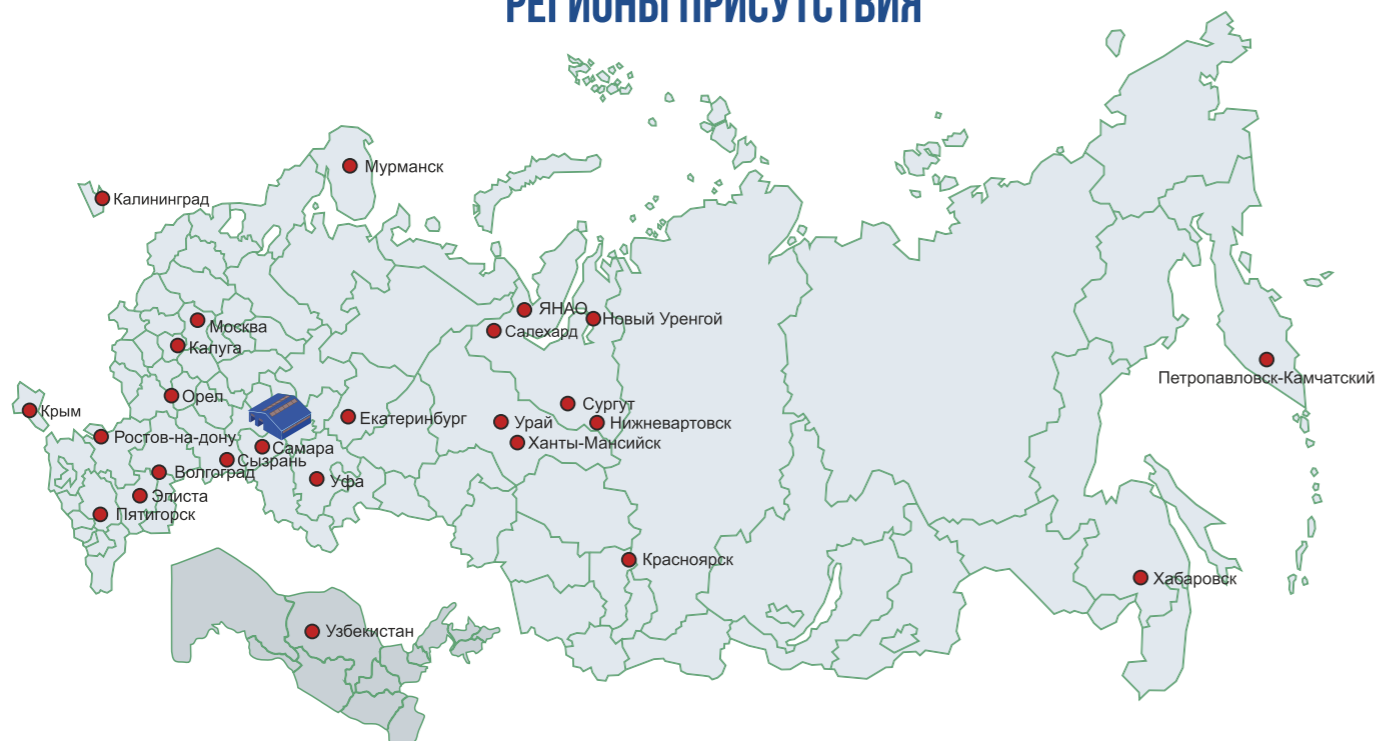 РЕГИОНЫ ПРИСУТСТВИЯ
Мурманск
Калининград
ЯНАО
Новый Уренгой
Салехард
Москва
Калуга
Петропавловск-Камчатский
Орел
Крым
Екатеринбург
Сургут
Урай
Нижневартовск
Ханты-Мансийск
Ростов-на-дону
Самара
Сызрань
Волгоград
Уфа
Элиста
Пятигорск
Красноярск
Хабаровск
Узбекистан